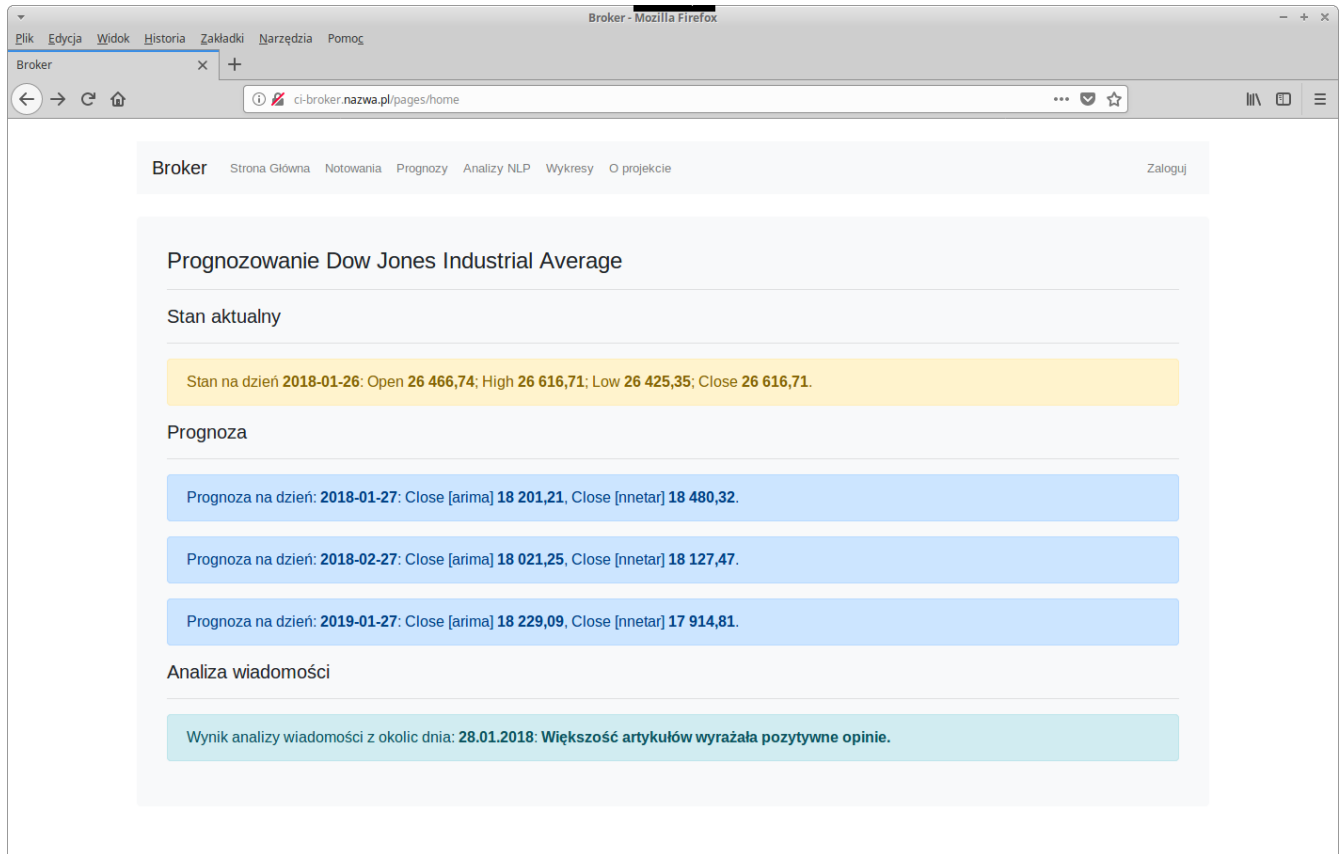 Broker - Mozilla Firefox
Plik Edycja Widok Historia Zakładki Narzędzia Pomoc
Broker
ci-broker.nazwa.pl/pages/home
Broker Strona Główna Notowania Prognozy Analizy NLP Wykresy O projekcie Zaloguj
Prognozowanie Dow Jones Industrial Average
Stan aktualny
Stan na dzień 2018-01-26: Open 26 466,74; High 26 616,71; Low 26 425,35; Close 26 616,71.
Prognoza
Prognoza na dzień: 2018-01-27: Close [arima] 18 201,21, Close [nnetar] 18 480,32.
Prognoza na dzień: 2018-02-27: Close [arima] 18 021,25, Close [nnetar] 18 127,47.
Prognoza na dzień: 2019-01-27: Close [arima] 18 229,09, Close [nnetar] 17 914,81.
Analiza wiadomości
Wynik analizy wiadomości z okolic dnia: 28.01.2018: Większość artykułów wyrażała pozytywne opinie.